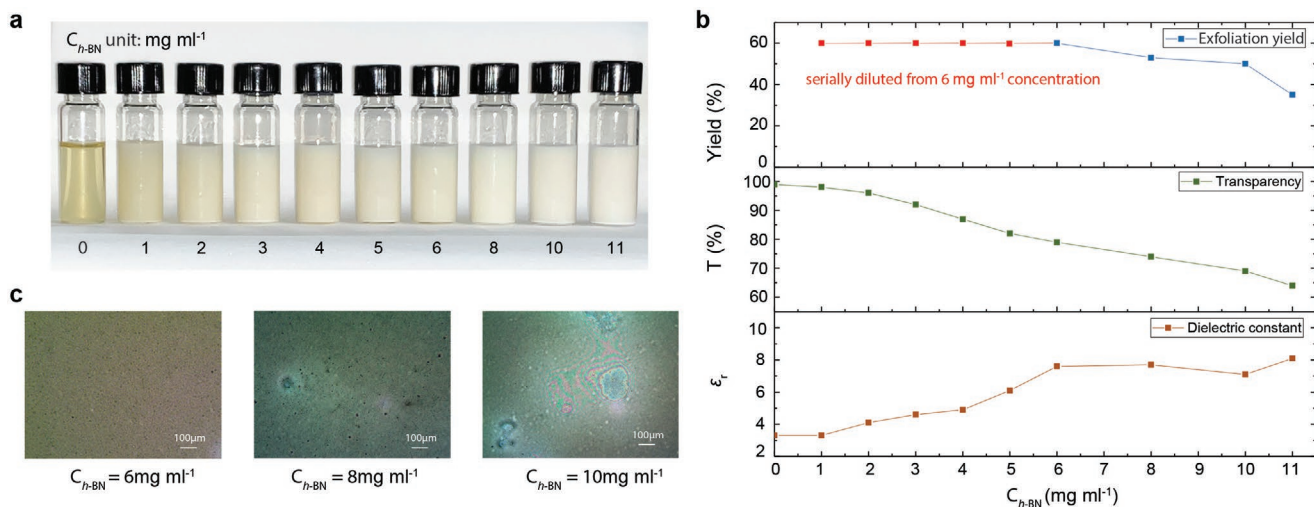 a
C_h-BN unit: mg ml⁻¹
0 1 2 3 4 5 6 8 10 11
c
100μm
100μm
100μm
C_h-BN = 6mg ml⁻¹
C_h-BN = 8mg ml⁻¹
C_h-BN = 10mg ml⁻¹
b
60
40
20
0
Yield (%)
Exfoliation yield
serially diluted from 6 mg ml⁻¹ concentration
100
90
80
70
60
T (%)
Transparency
10
8
6
4
2
ε_r
Dielectric constant
0 1 2 3 4 5 6 7 8 9 10 11
C_h-BN (mg ml⁻¹)